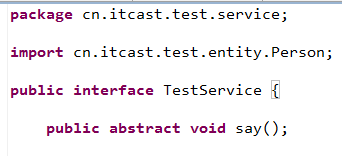 package cn.itcast.test.service;
import cn.itcast.test.entity.Person;
public interface TestService {
public abstract void say();